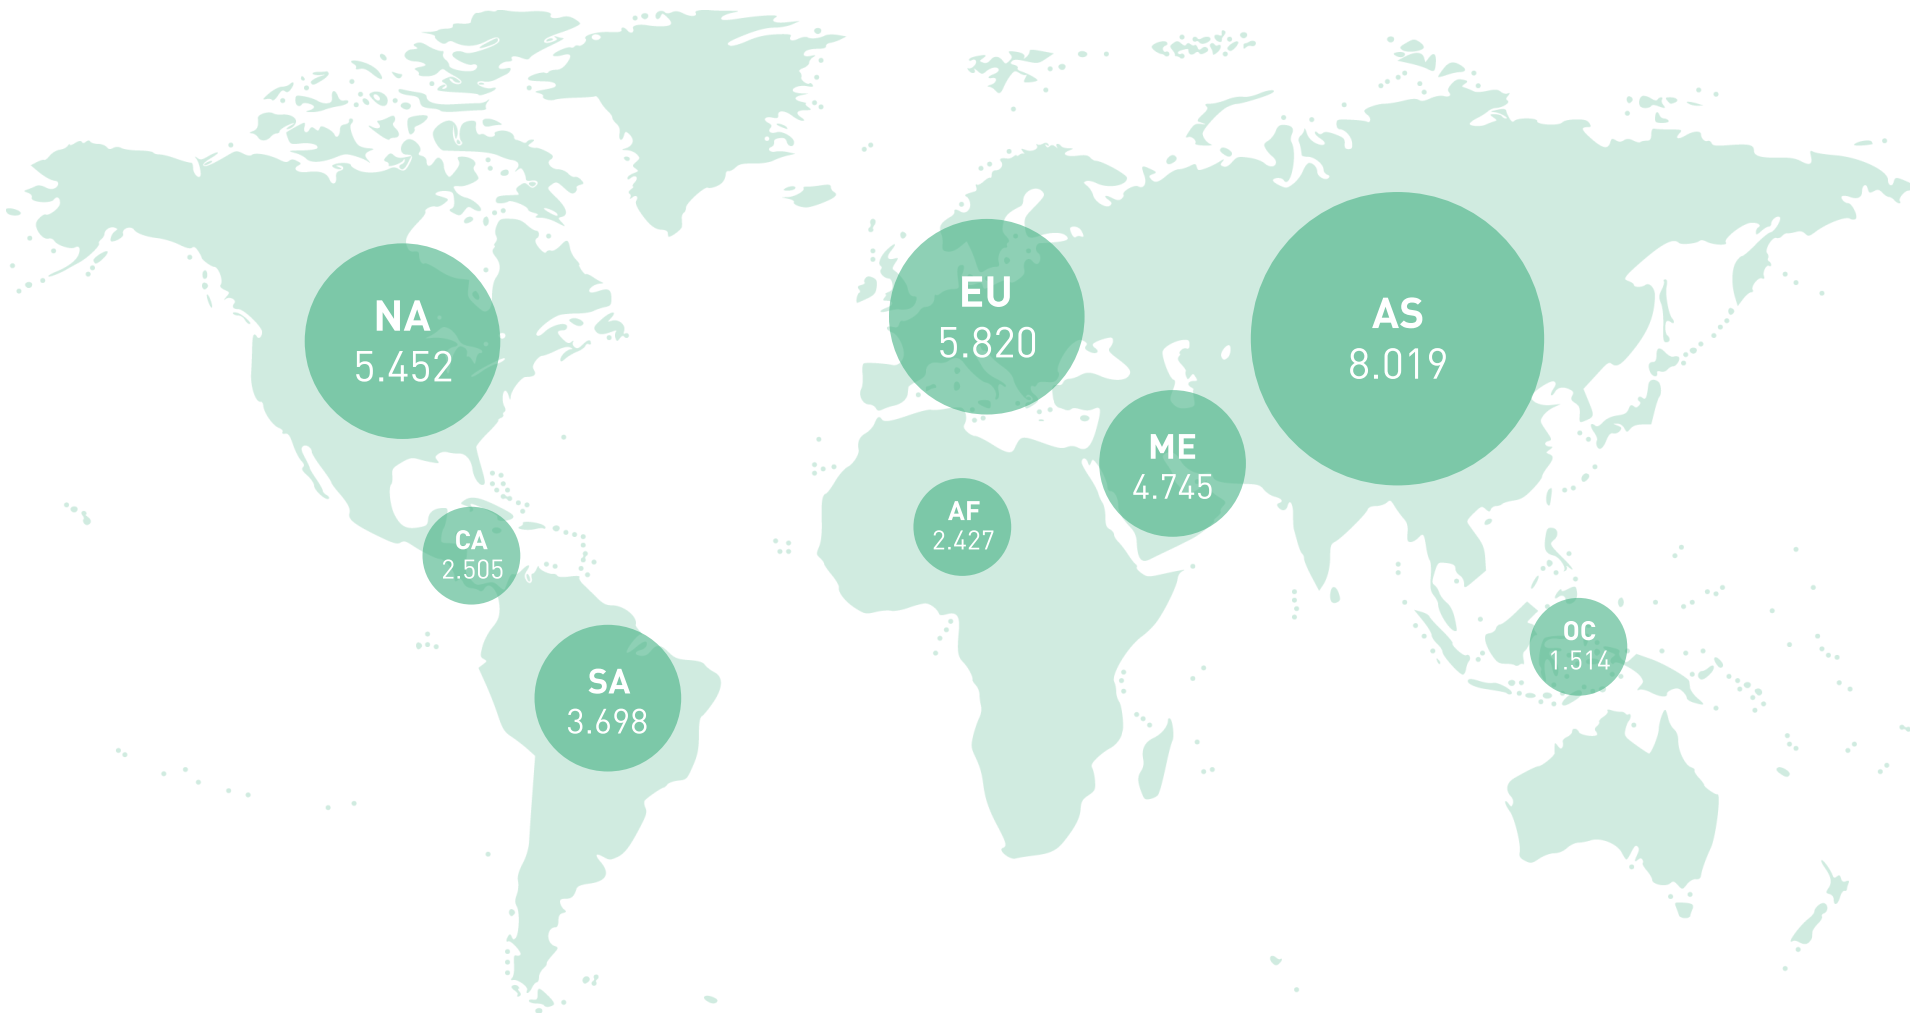 NA
5.452
EU
5.820
AS
8.019
ME
4.745
AF
2.427
CA
2.505
OC
1.514
SA
3.698